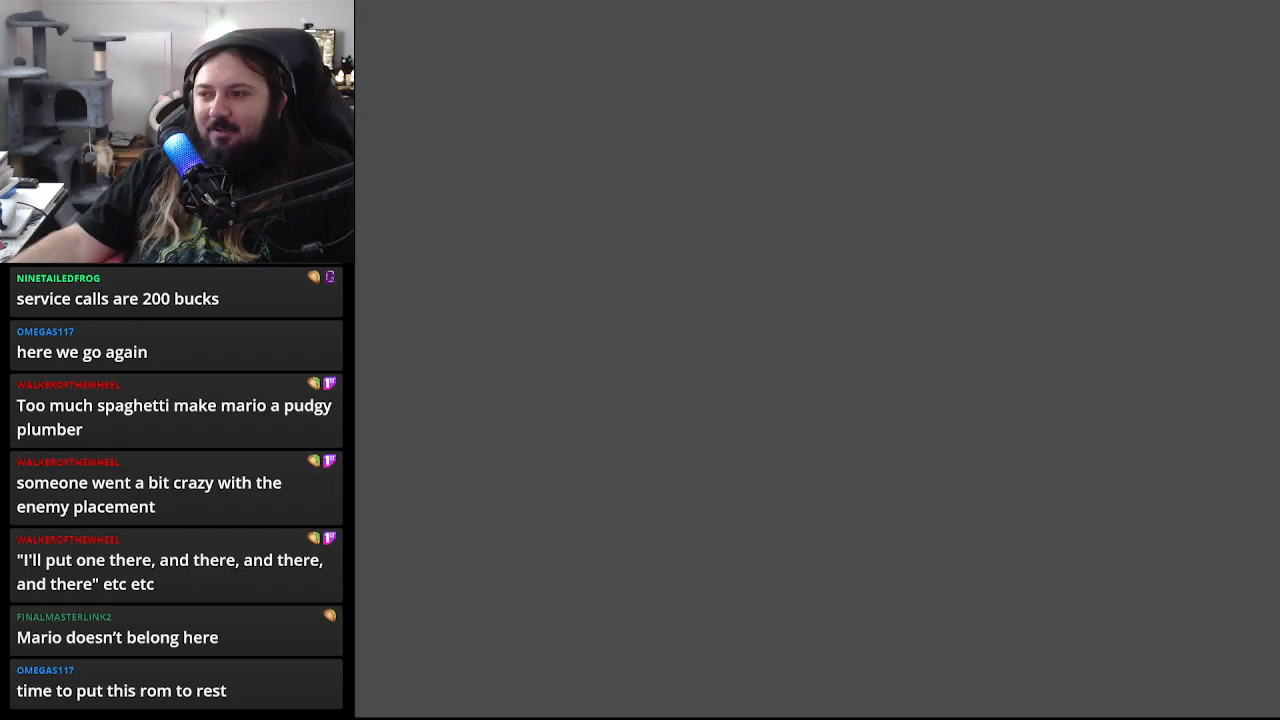 NINETAILEDFROG
service calls are 200 bucks
OMEGAS117
here we go again
WALKEROFTHEWHEEL
Too much spaghetti make mario a pudgy
plumber
WALKEROFTHEWHEEL
someone went a bit crazy with the
enemy placement
WALKEROFTHEWHEEL
"I'll put one there, and there, and there,
and there" etc etc
FINALMASTERLINK2
Mario doesn’t belong here
OMEGAS117
time to put this rom to rest